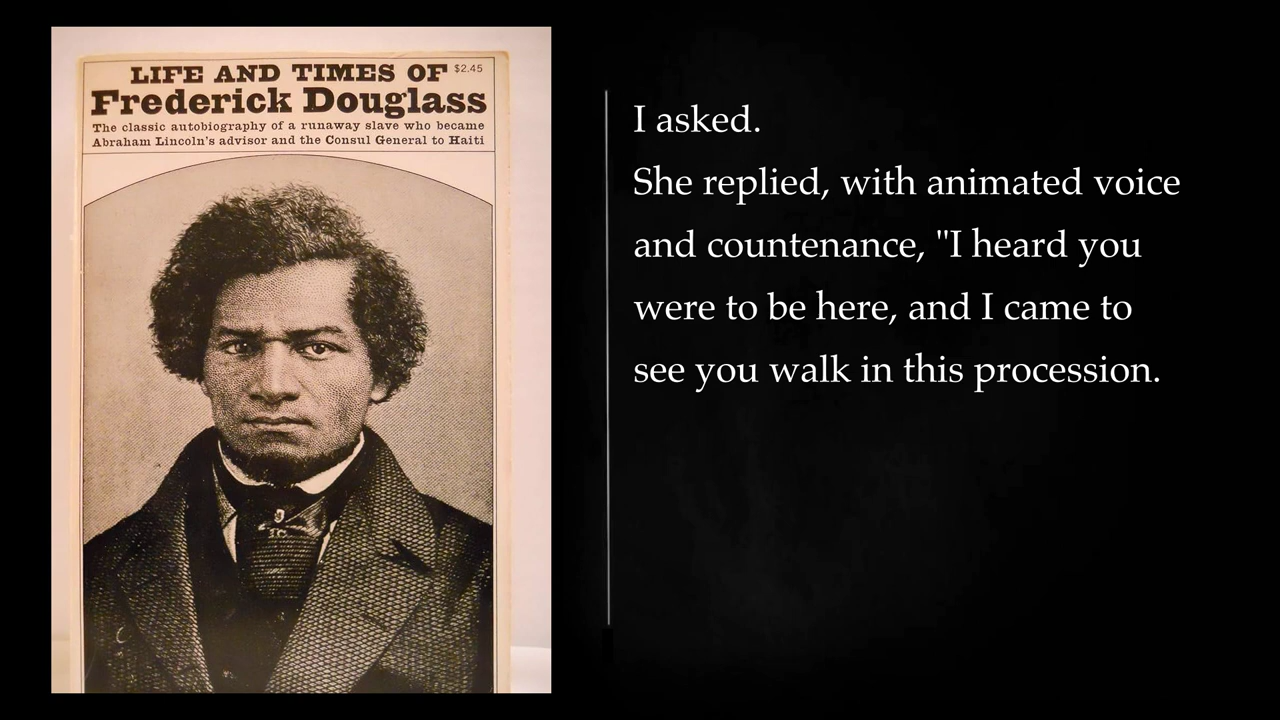 LIFE AND TIMES OF $2.45
Frederick Douglass
The classic autobiography of a runaway slave who became
Abraham Lincoln's advisor and the Consul General to Haiti
I asked.
She replied, with animated voice
and countenance, "I heard you
were to be here, and I came to
see you walk in this procession.